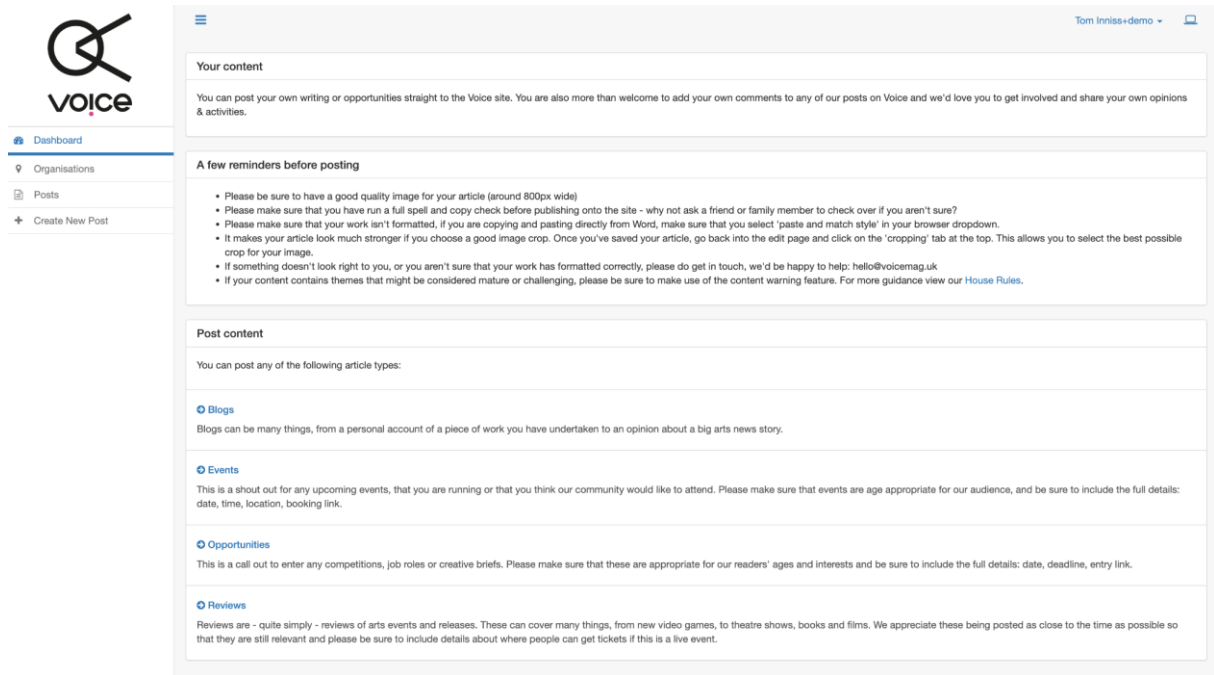 voice
Dashboard
Organisations
Posts
Create New Post
Tom Inniss+demo
Your content
You can post your own writing or opportunities straight to the Voice site. You are also more than welcome to add your own comments to any of our posts on Voice and we'd love you to get involved and share your own opinions
& activities.
A few reminders before posting
• Please be sure to have a good quality image for your article (around 800px wide)
• Please make sure that you have run a full spell and copy check before publishing onto the site - why not ask a friend or family member to check over if you aren't sure?
• Please make sure that your work isn't formatted, if you are copying and pasting directly from Word, make sure that you select 'paste and match style' in your browser dropdown.
• It makes your article look much stronger if you choose a good image crop. Once you've saved your article, go back into the edit page and click on the 'cropping' tab at the top. This allows you to select the best possible
crop for your image.
• If something doesn't look right to you, or you aren't sure that your work has formatted correctly, please do get in touch, we'd be happy to help: hello@voicemag.uk
• If your content contains themes that might be considered mature or challenging, please be sure to make use of the content warning feature. For more guidance view our House Rules.
Post content
You can post any of the following article types:
Blogs
Blogs can be many things, from a personal account of a piece of work you have undertaken to an opinion about a big arts news story.
Events
This is a shout out for any upcoming events, that you are running or that you think our community would like to attend. Please make sure that events are age appropriate for our audience, and be sure to include the full details:
date, time, location, booking link.
Opportunities
This is a call out to enter any competitions, job roles or creative briefs. Please make sure that these are appropriate for our readers' ages and interests and be sure to include the full details: date, deadline, entry link.
Reviews
Reviews are - quite simply - reviews of arts events and releases. These can cover many things, from new video games, to theatre shows, books and films. We appreciate these being posted as close to the time as possible so
that they are still relevant and please be sure to include details about where people can get tickets if this is a live event.